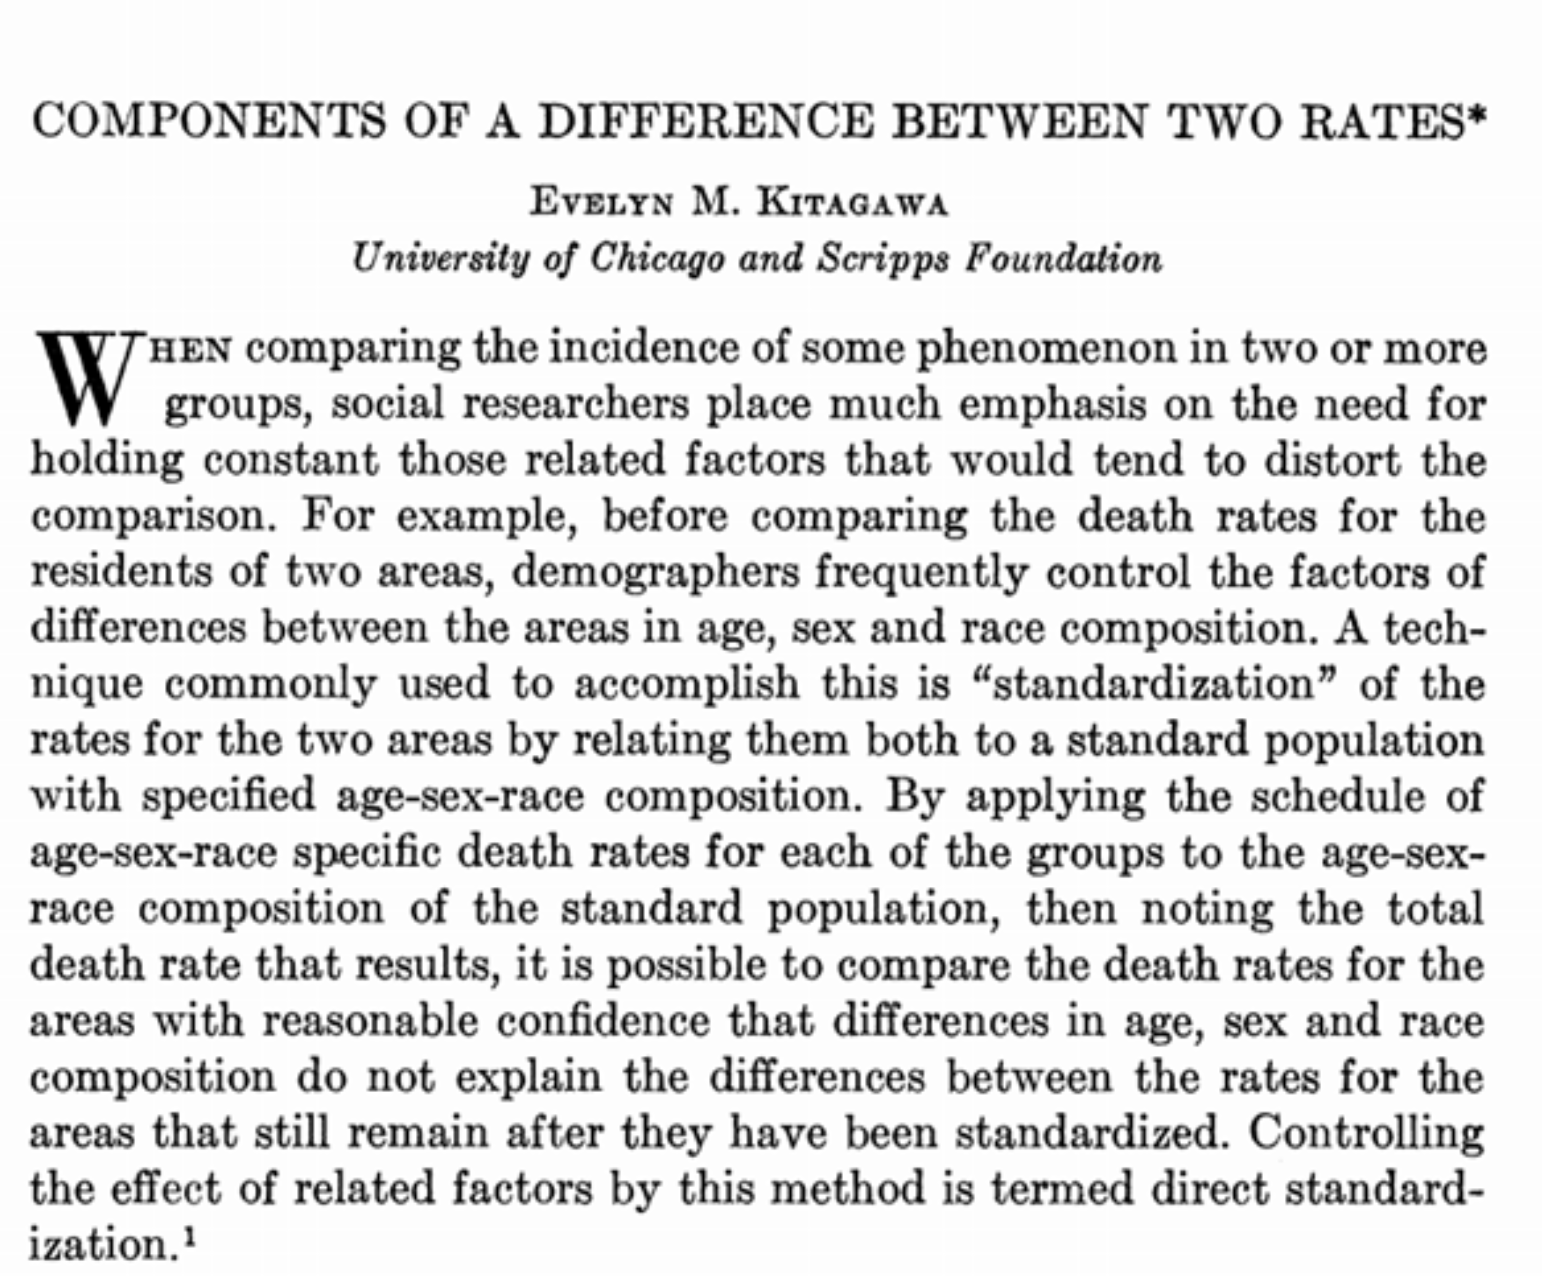 COMPONENTS OF A DIFFERENCE BETWEEN TWO RATES*
EVELYN M. KITAGAWA
University of Chicago and Scripps Foundation
WHEN comparing the incidence of some phenomenon in two or more
groups, social researchers place much emphasis on the need for
holding constant those related factors that would tend to distort the
comparison. For example, before comparing the death rates for the
residents of two areas, demographers frequently control the factors of
differences between the areas in age, sex and race composition. A tech-
nique commonly used to accomplish this is “standardization” of the
rates for the two areas by relating them both to a standard population
with specified age-sex-race composition. By applying the schedule of
age-sex-race specific death rates for each of the groups to the age-sex-
race composition of the standard population, then noting the total
death rate that results, it is possible to compare the death rates for the
areas with reasonable confidence that differences in age, sex and race
composition do not explain the differences between the rates for the
areas that still remain after they have been standardized. Controlling
the effect of related factors by this method is termed direct standard-
ization.¹